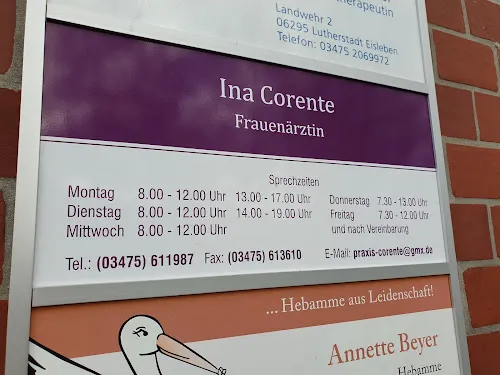 Landwehr 2
06295 Lutherstadt Eisleben
Telefon: 03475 2069972
Ina Corente
Frauenärztin
Sprechzeiten
Montag 8.00 - 12.00 Uhr 13.00 - 17.00 Uhr
Dienstag 8.00 - 12.00 Uhr 14.00 - 19.00 Uhr
Mittwoch 8.00 - 12.00 Uhr
Donnerstag 7.30 - 13.00 Uhr
Freitag 7.30 - 12.00 Uhr
und nach Vereinbarung
Tel.: (03475) 611987 Fax: (03475) 613610 E-Mail: praxis-corente@gmx.de
... Hebamme aus Leidenschaft!
Annette Beyer
Hebamme